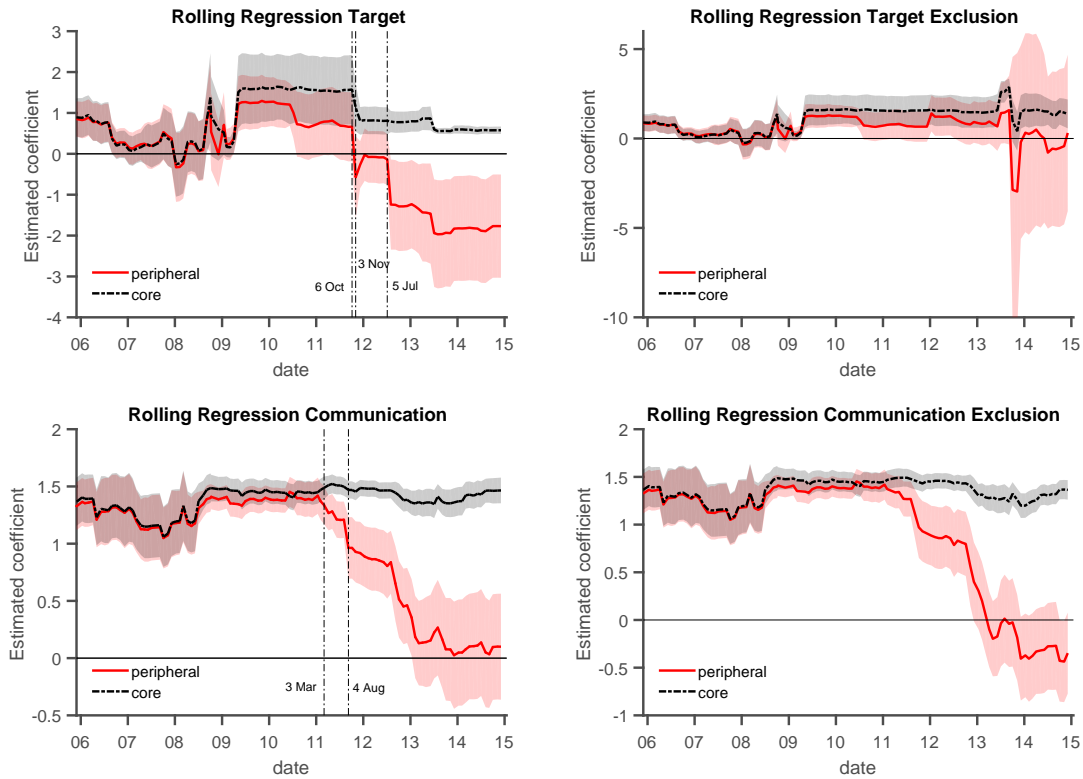 Rolling Regression Target
Estimated coefficient
3
2
1
0
-1
-2
-3
-4
3 Nov
6 Oct
5 Jul
peripheral
core
06 07 08 09 10 11 12 13 14 15
date
Rolling Regression Target Exclusion
Estimated coefficient
5
0
-5
-10
peripheral
core
06 07 08 09 10 11 12 13 14 15
date
Rolling Regression Communication
Estimated coefficient
2
1.5
1
0.5
0
-0.5
peripheral
core
3 Mar
4 Aug
06 07 08 09 10 11 12 13 14 15
date
Rolling Regression Communication Exclusion
Estimated coefficient
2
1.5
1
0.5
0
-0.5
-1
peripheral
core
06 07 08 09 10 11 12 13 14 15
date